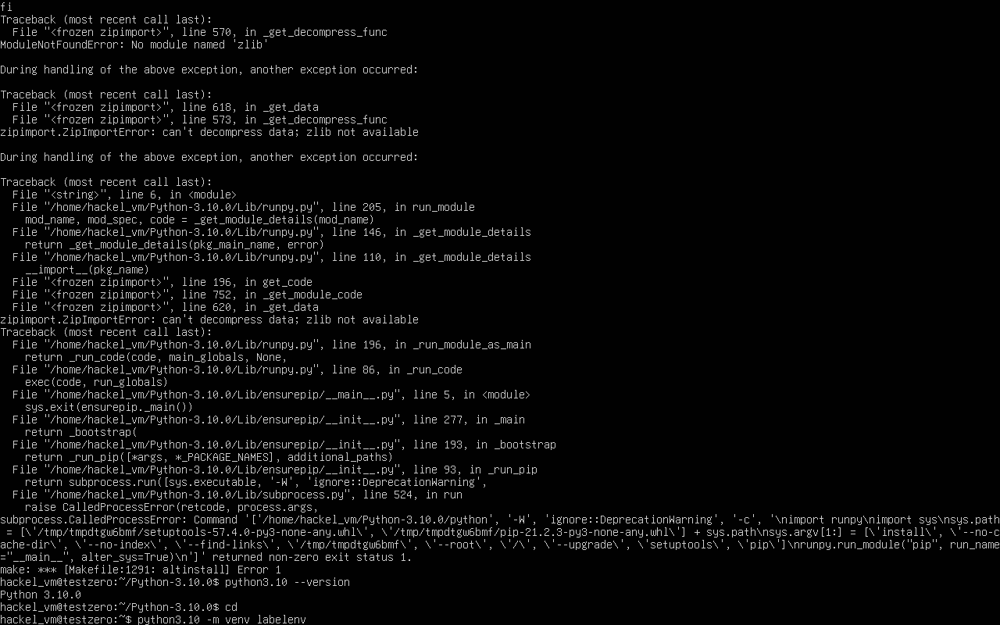 fi
Traceback (most recent call last):
  File "<frozen zipimport>", line 570, in _get_decompress_func
ModuleNotFoundError: No module named 'zlib'

During handling of the above exception, another exception occurred:

Traceback (most recent call last):
  File "<frozen zipimport>", line 618, in _get_data
  File "<frozen zipimport>", line 573, in _get_decompress_func
zipimport.ZipImportError: can't decompress data; zlib not available

During handling of the above exception, another exception occurred:

Traceback (most recent call last):
  File "<string>", line 6, in <module>
  File "/home/hackel_vm/Python-3.10.0/Lib/runpy.py", line 205, in run_module
    mod_name, mod_spec, code = _get_module_details(mod_name)
  File "/home/hackel_vm/Python-3.10.0/Lib/runpy.py", line 146, in _get_module_details
    return _get_module_details(pkg_main_name, error)
  File "/home/hackel_vm/Python-3.10.0/Lib/runpy.py", line 110, in _get_module_details
    __import__(pkg_name)
  File "<frozen zipimport>", line 196, in get_code
  File "<frozen zipimport>", line 752, in _get_module_code
  File "<frozen zipimport>", line 620, in _get_data
zipimport.ZipImportError: can't decompress data; zlib not available
Traceback (most recent call last):
  File "/home/hackel_vm/Python-3.10.0/Lib/runpy.py", line 196, in _run_module_as_main
    return _run_code(code, main_globals, None,
  File "/home/hackel_vm/Python-3.10.0/Lib/runpy.py", line 86, in _run_code
    exec(code, run_globals)
  File "/home/hackel_vm/Python-3.10.0/Lib/ensurepip/__main__.py", line 5, in <module>
    sys.exit(ensurepip._main())
  File "/home/hackel_vm/Python-3.10.0/Lib/ensurepip/__init__.py", line 277, in _main
    return _bootstrap(
  File "/home/hackel_vm/Python-3.10.0/Lib/ensurepip/__init__.py", line 193, in _bootstrap
    return _run_pip([*args, *_PACKAGE_NAMES], additional_paths)
  File "/home/hackel_vm/Python-3.10.0/Lib/ensurepip/__init__.py", line 93, in _run_pip
    return subprocess.run([sys.executable, '-W', 'ignore::DeprecationWarning',
  File "/home/hackel_vm/Python-3.10.0/Lib/subprocess.py", line 524, in run
    raise CalledProcessError(retcode, process.args,
subprocess.CalledProcessError: Command '['/home/hackel_vm/Python-3.10.0/python', '-W', 'ignore::DeprecationWarning', '-c', '\nimport runpy\nimport sys\nsys.path
 = [\'/tmp/tmpdtgw6bmf/setuptools-57.4.0-py3-none-any.whl\', \'/tmp/tmpdtgw6bmf/pip-21.2.3-py3-none-any.whl\'] + sys.path\nsys.argv[1:] = [\'install\', \'--no-c
ache-dir\', \'--no-index\', \'--find-links\', \'/tmp/tmpdtgw6bmf\', \'--root\', \'/\', \'--upgrade\', \'setuptools\', \'pip\']\nrunpy.run_module("pip", run_name
="__main__", alter_sys=True)\n']' returned non-zero exit status 1.
make: *** [Makefile:1291: altinstall] Error 1
hackel_vm@testzero:~/Python-3.10.0$ python3.10 --version
Python 3.10.0
hackel_vm@testzero:~/Python-3.10.0$ cd
hackel_vm@testzero:~$ python3.10 -m venv labelenv